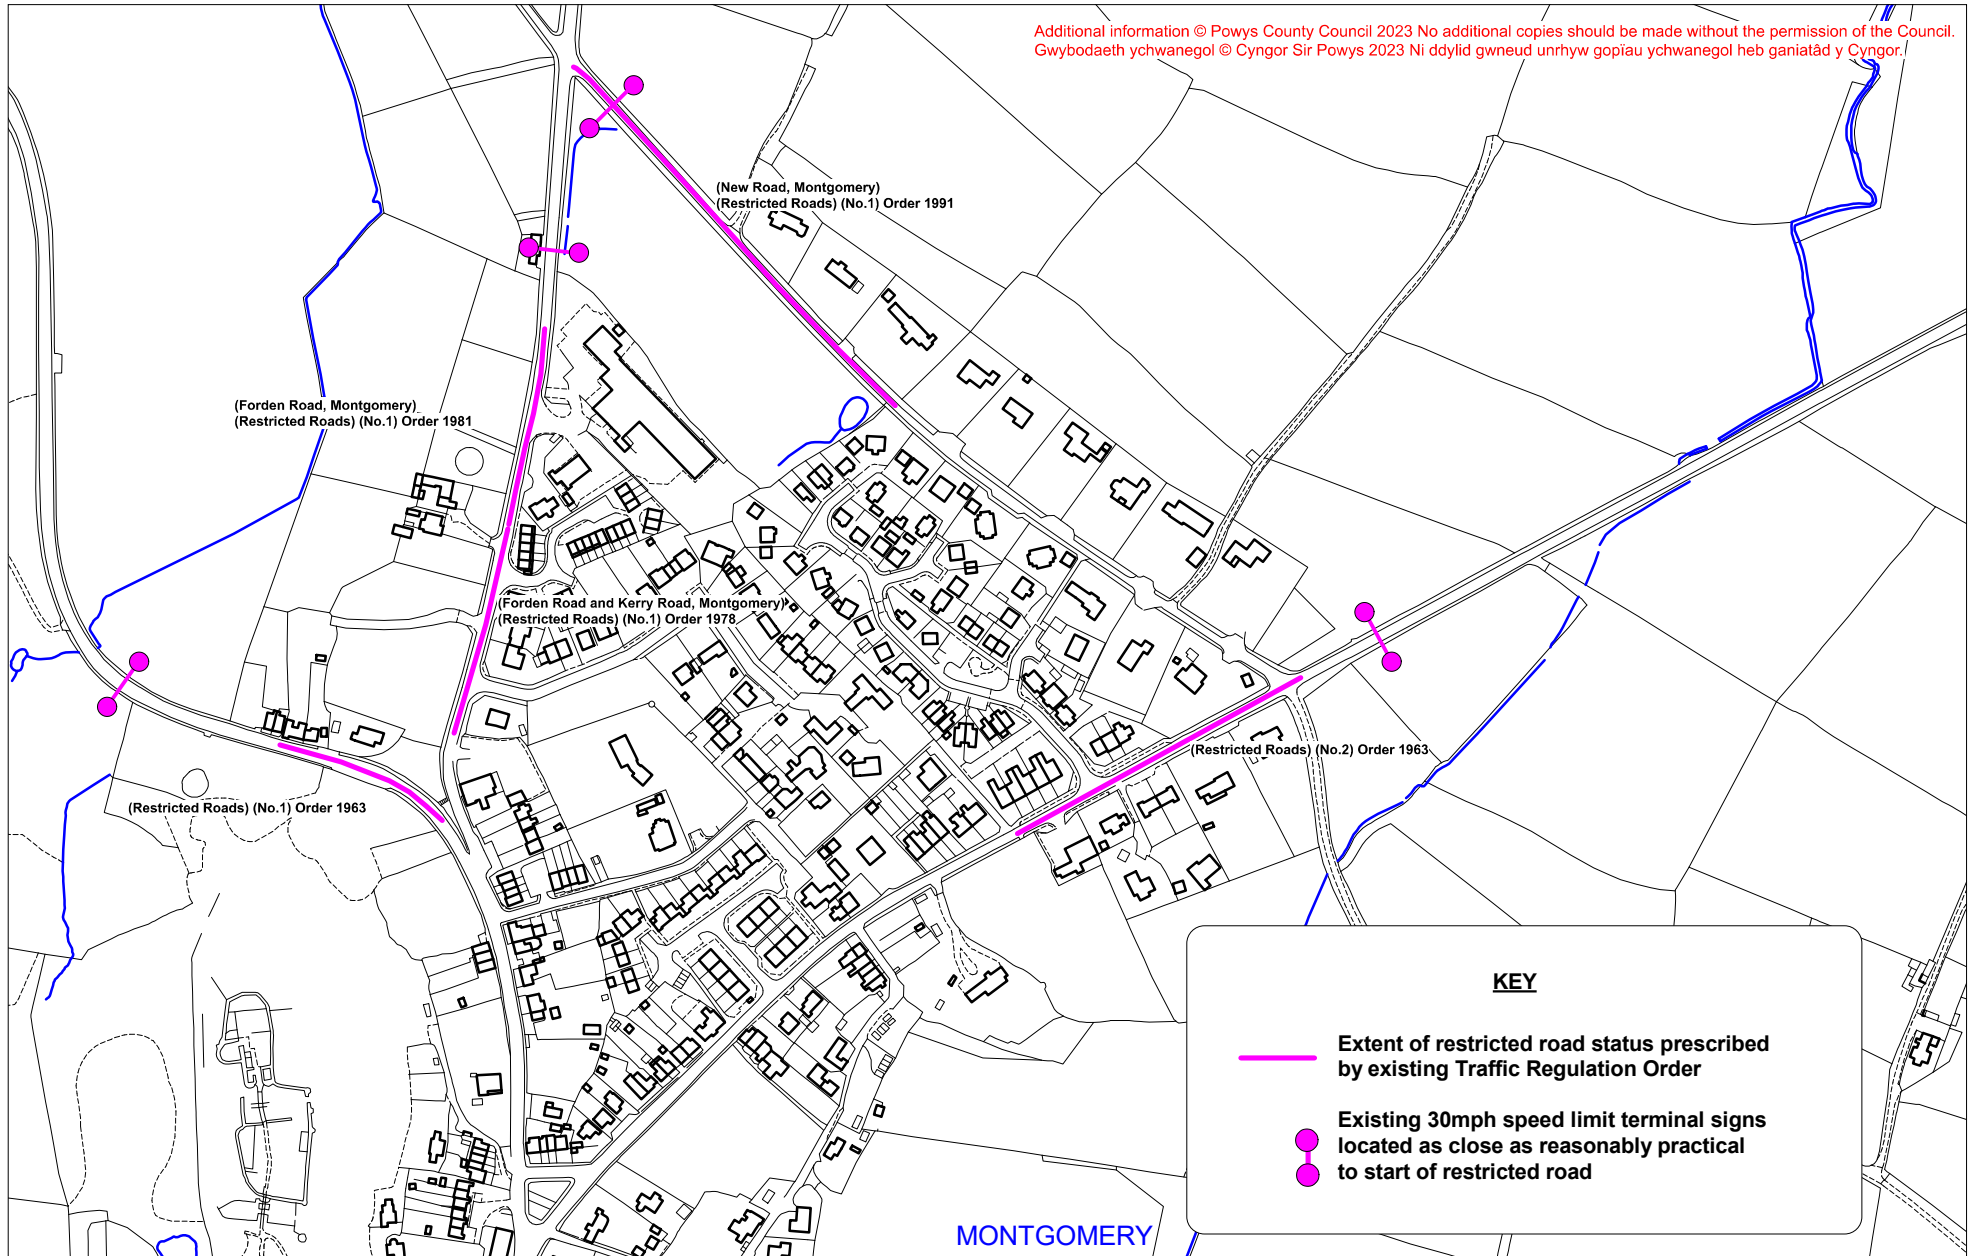 Additional information © Powys County Council 2023 No additional copies should be made without the permission of the Council.
Gwybodaeth ychwanegol © Cyngor Sir Powys 2023 Ni ddylid gwneud unrhyw gopïau ychwanegol heb ganiatâd y Cyngor.
(New Road, Montgomery)
(Restricted Roads) (No.1) Order 1991
(Forden Road, Montgomery)
(Restricted Roads) (No.1) Order 1981
(Forden Road and Kerry Road, Montgomery)
(Restricted Roads) (No.1) Order 1978
(Restricted Roads) (No.2) Order 1963
(Restricted Roads) (No.1) Order 1963
KEY
Extent of restricted road status prescribed
by existing Traffic Regulation Order
Existing 30mph speed limit terminal signs
located as close as reasonably practical
to start of restricted road
MONTGOMERY